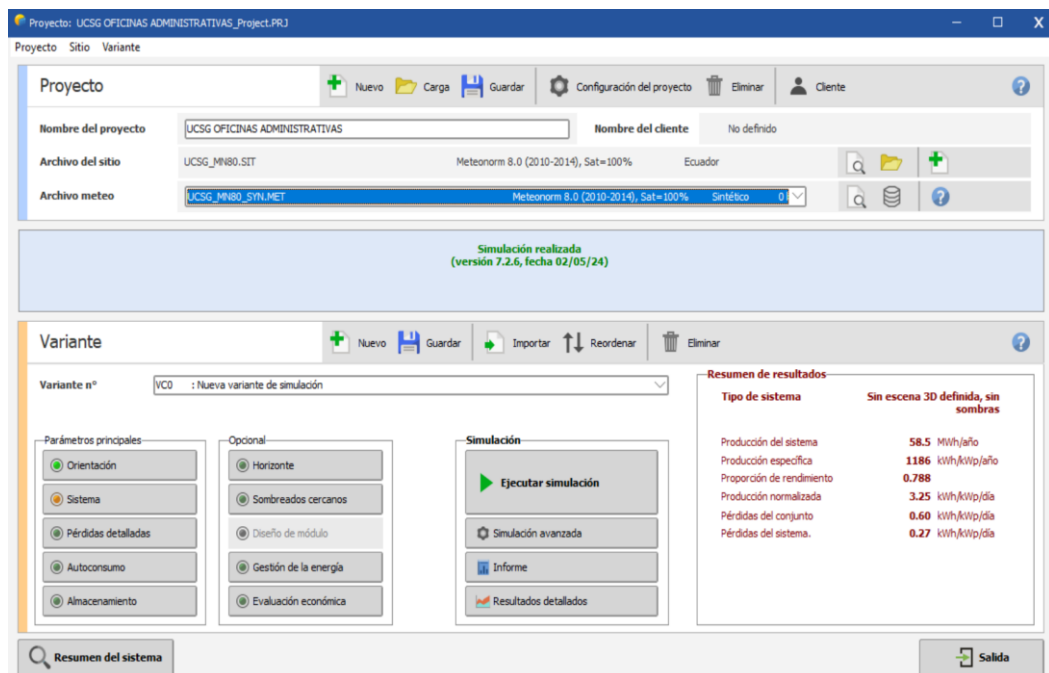 Proyecto: UCSG OFICINAS ADMINISTRATIVAS_Project.PRJ
Proyecto Sitio Variante
Proyecto Nuevo Carga Guardar Configuración del proyecto Eliminar Cliente
Nombre del proyecto UCSG OFICINAS ADMINISTRATIVAS Nombre del cliente No definido
Archivo del sitio UCSG_MN80.SIT Meteonorm 8.0 (2010-2014), Sat=100% Ecuador
Archivo meteo UCSG_MN80_SYN.MET Meteonorm 8.0 (2010-2014), Sat=100% Sintético 0
Simulación realizada
(versión 7.2.6, fecha 02/05/24)
Variante Nuevo Guardar Importar Reordenar Eliminar
Variante n° VC0 : Nueva variante de simulación
Parámetros principales
Orientación
Sistema
Pérdidas detalladas
Autoconsumo
Almacenamiento
Opcional
Horizonte
Sombreados cercanos
Diseño de módulo
Gestión de la energía
Evaluación económica
Simulación
Ejecutar simulación
Simulación avanzada
Informe
Resultados detallados
Resumen de resultados
Tipo de sistema Sin escena 3D definida, sin
sombras
Producción del sistema 58.5 MWh/año
Producción específica 1186 kWh/kWp/año
Proporción de rendimiento 0.788
Producción normalizada 3.25 kWh/kWp/día
Pérdidas del conjunto 0.60 kWh/kWp/día
Pérdidas del sistema. 0.27 kWh/kWp/día
Resumen del sistema Salida